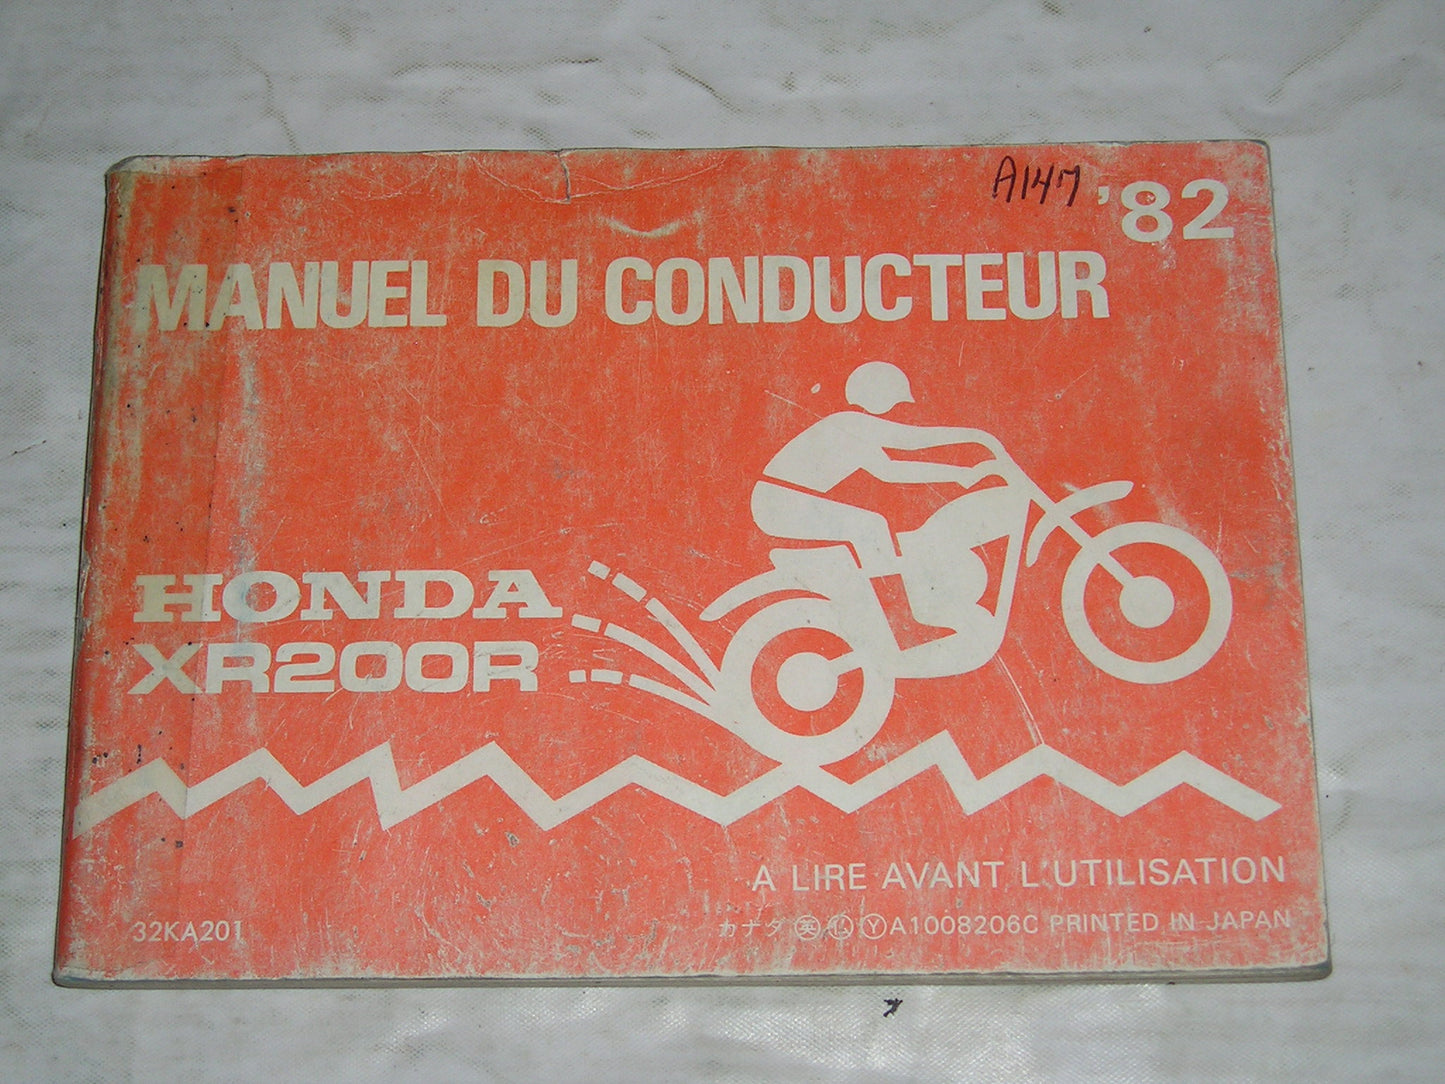 A147
'82
MANUEL DU CONDUCTEUR
HONDA
XR200R
A LIRE AVANT L'UTILISATION
32KA201
カナダ 英 仏 Y A1008206C PRINTED IN JAPAN